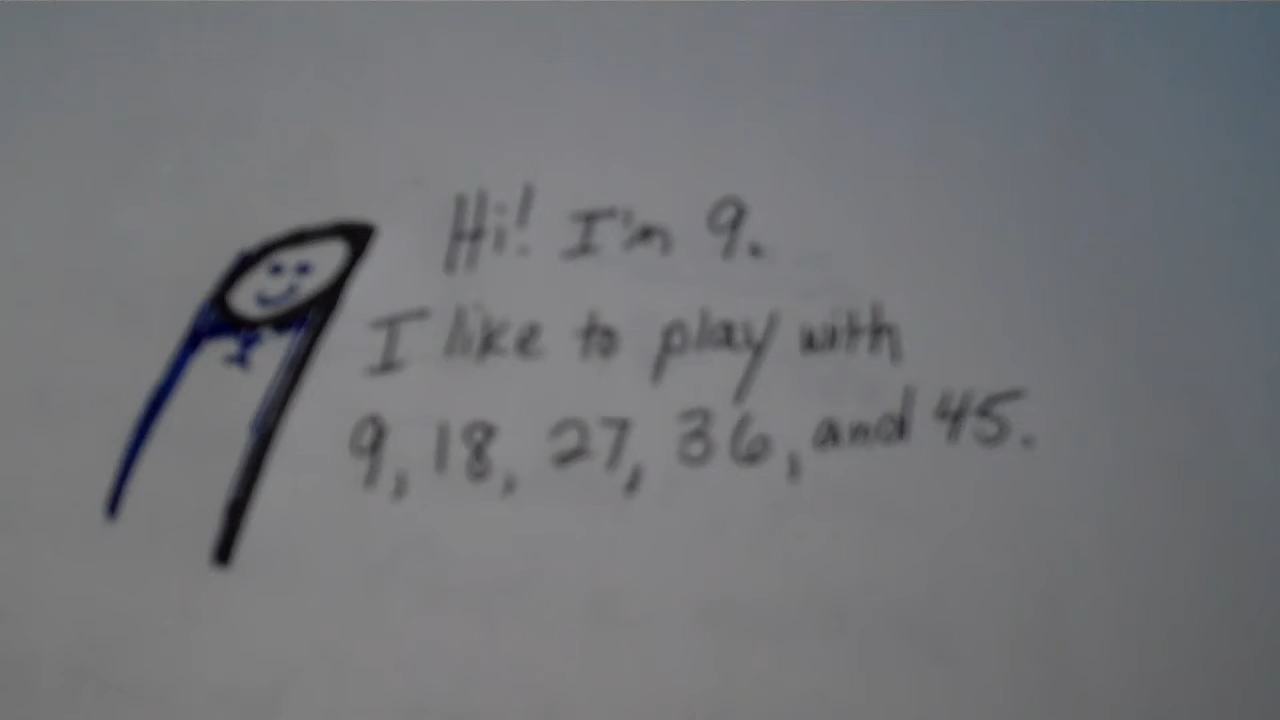 Hi! I'm 9.
I like to play with
9, 18, 27, 36, and 45.